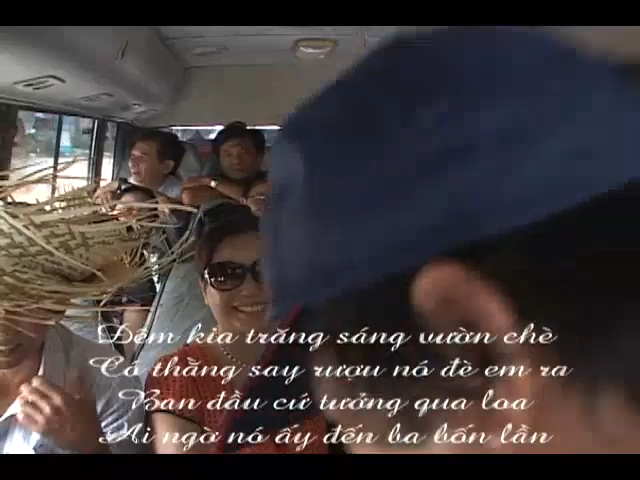 Đêm kia trăng sáng vườn chè
Có thằng say rượu nó đè em ra
Ban đầu cứ tưởng qua loa
Ai ngờ nó ấy đến ba bốn lần